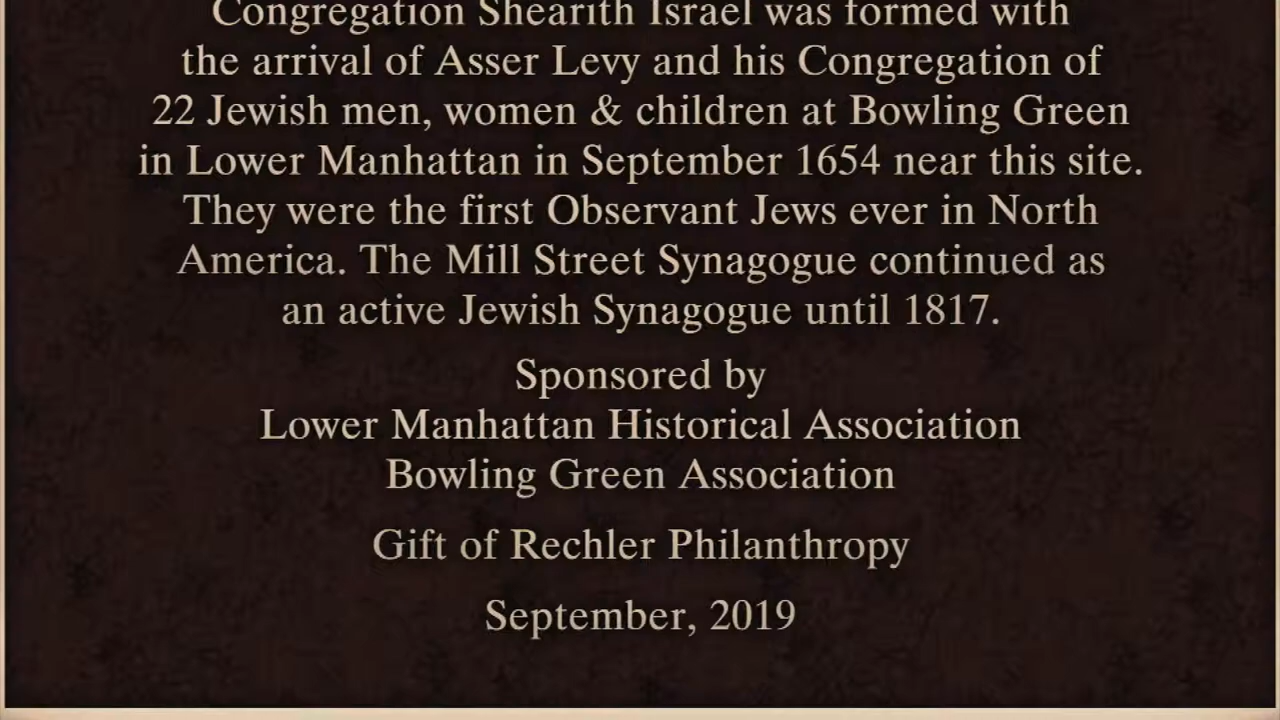 Congregation Shearith Israel was formed with
the arrival of Asser Levy and his Congregation of
22 Jewish men, women & children at Bowling Green
in Lower Manhattan in September 1654 near this site.
They were the first Observant Jews ever in North
America. The Mill Street Synagogue continued as
an active Jewish Synagogue until 1817.
Sponsored by
Lower Manhattan Historical Association
Bowling Green Association
Gift of Rechler Philanthropy
September, 2019